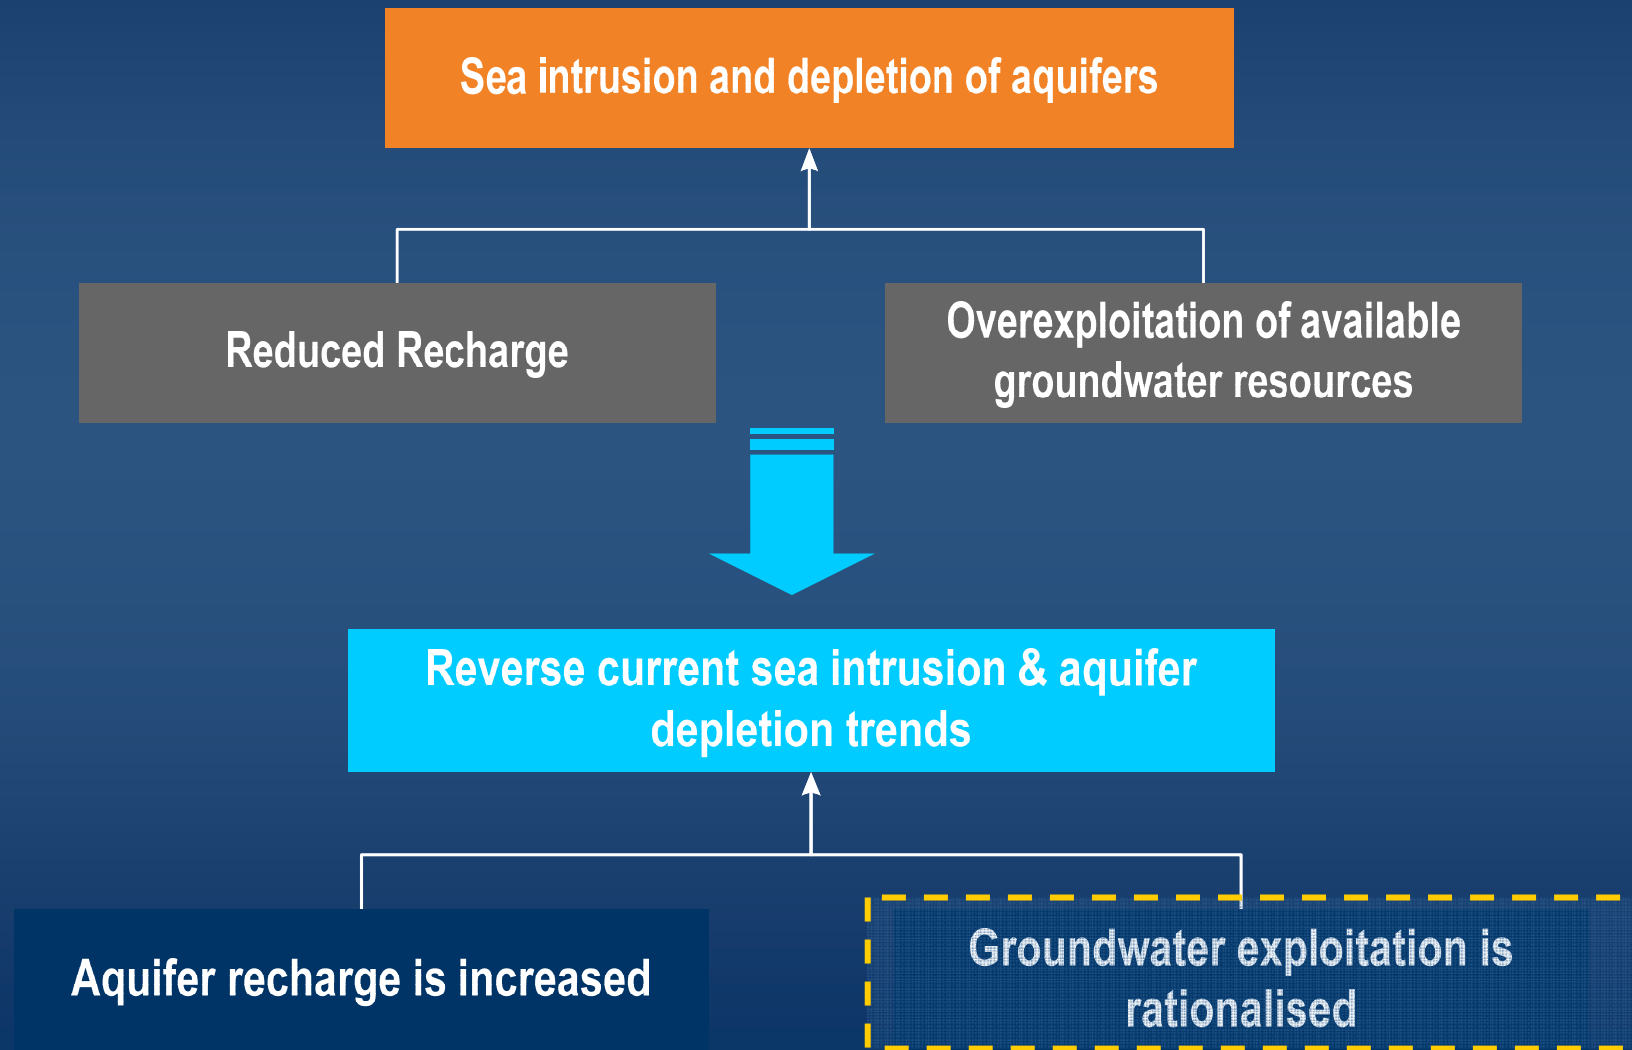 Sea intrusion and depletion of aquifers
Reduced Recharge
Overexploitation of available
groundwater resources
Reverse current sea intrusion & aquifer
depletion trends
Aquifer recharge is increased
Groundwater exploitation is
rationalised